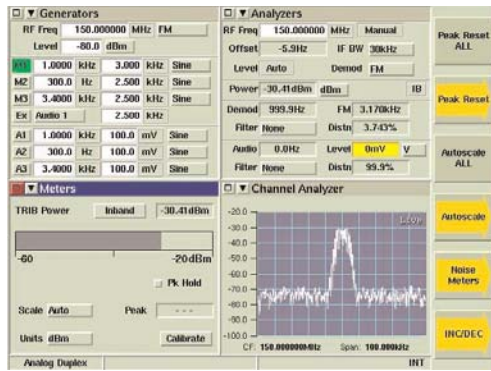 Generators
RF Freq 150.000000 MHz FM
Level -80.0 dBm
M1 1.0000 kHz 3.000 kHz Sine
M2 300.0 Hz 2.500 kHz Sine
M3 3.4000 kHz 2.500 kHz Sine
Ex Audio 1 2.500 kHz
A1 1.0000 kHz 100.0 mV Sine
A2 300.0 Hz 100.0 mV Sine
A3 3.4000 kHz 100.0 mV Sine
Analyzers
RF Freq 150.000000 MHz Manual
Offset -5.9Hz IF BW 30kHz
Level Auto Demod FM
Power -30.41dBm dBm IB
Demod 999.9Hz FM 3.170kHz
Filter None Distn 3.743%
Audio 0.0Hz Level 0mV V
Filter None Distn 99.9%
Meters
TRIB Power Inband -30.41dBm
-60 -20dBm
Pk Hold
Scale Auto Peak ---
Units dBm Calibrate
Channel Analyzer
Live
-20.0
-30.0
-40.0
-50.0
-60.0
-70.0
-80.0
-90.0
-100.0
CF: 150.000000MHz Span: 100.000kHz
Analog Duplex INT
Peak Reset
ALL
Peak Reset
Autoscale
ALL
Autoscale
Noise
Meters
INC/DEC